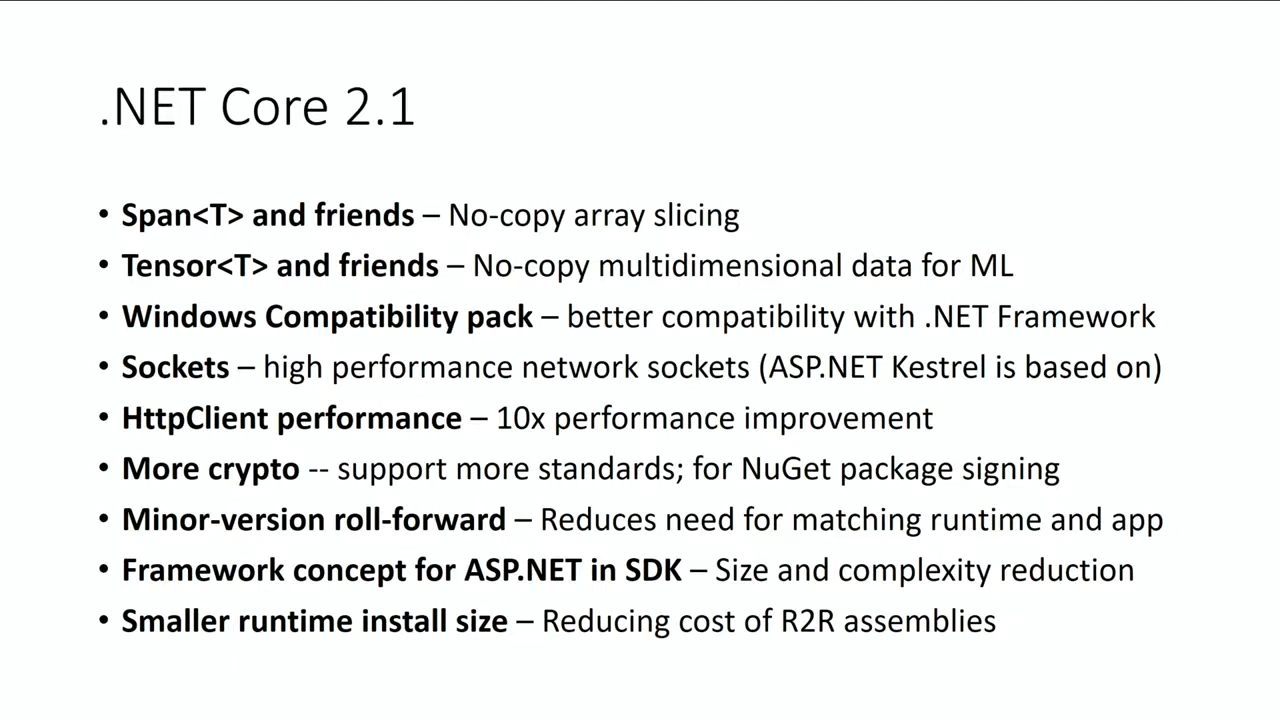 .NET Core 2.1
• Span<T> and friends – No-copy array slicing
• Tensor<T> and friends – No-copy multidimensional data for ML
• Windows Compatibility pack – better compatibility with .NET Framework
• Sockets – high performance network sockets (ASP.NET Kestrel is based on)
• HttpClient performance – 10x performance improvement
• More crypto -- support more standards; for NuGet package signing
• Minor-version roll-forward – Reduces need for matching runtime and app
• Framework concept for ASP.NET in SDK – Size and complexity reduction
• Smaller runtime install size – Reducing cost of R2R assemblies